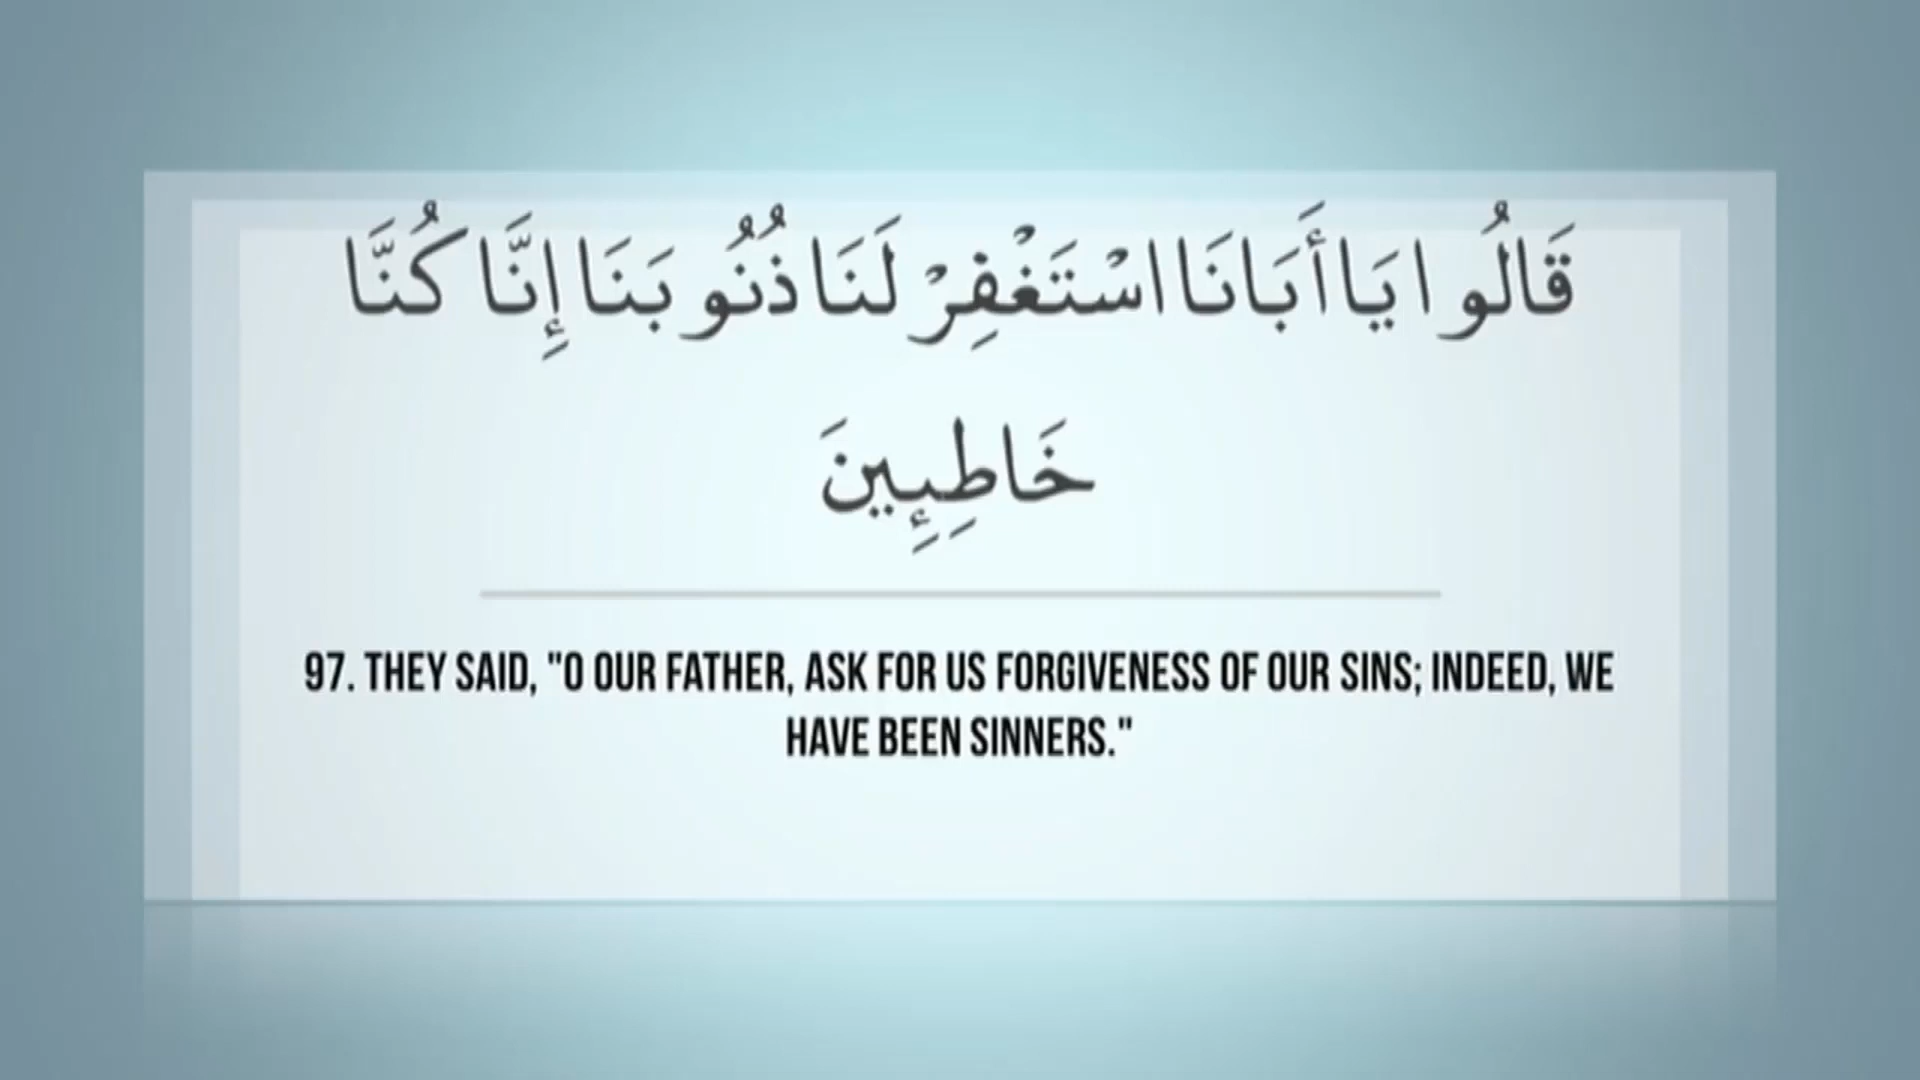 قَالُوا يَا أَبَانَا اسْتَغْفِرْ لَنَا ذُنُوبَنَا إِنَّا كُنَّا
خَاطِئِينَ
97. THEY SAID, "O OUR FATHER, ASK FOR US FORGIVENESS OF OUR SINS; INDEED, WE
HAVE BEEN SINNERS."